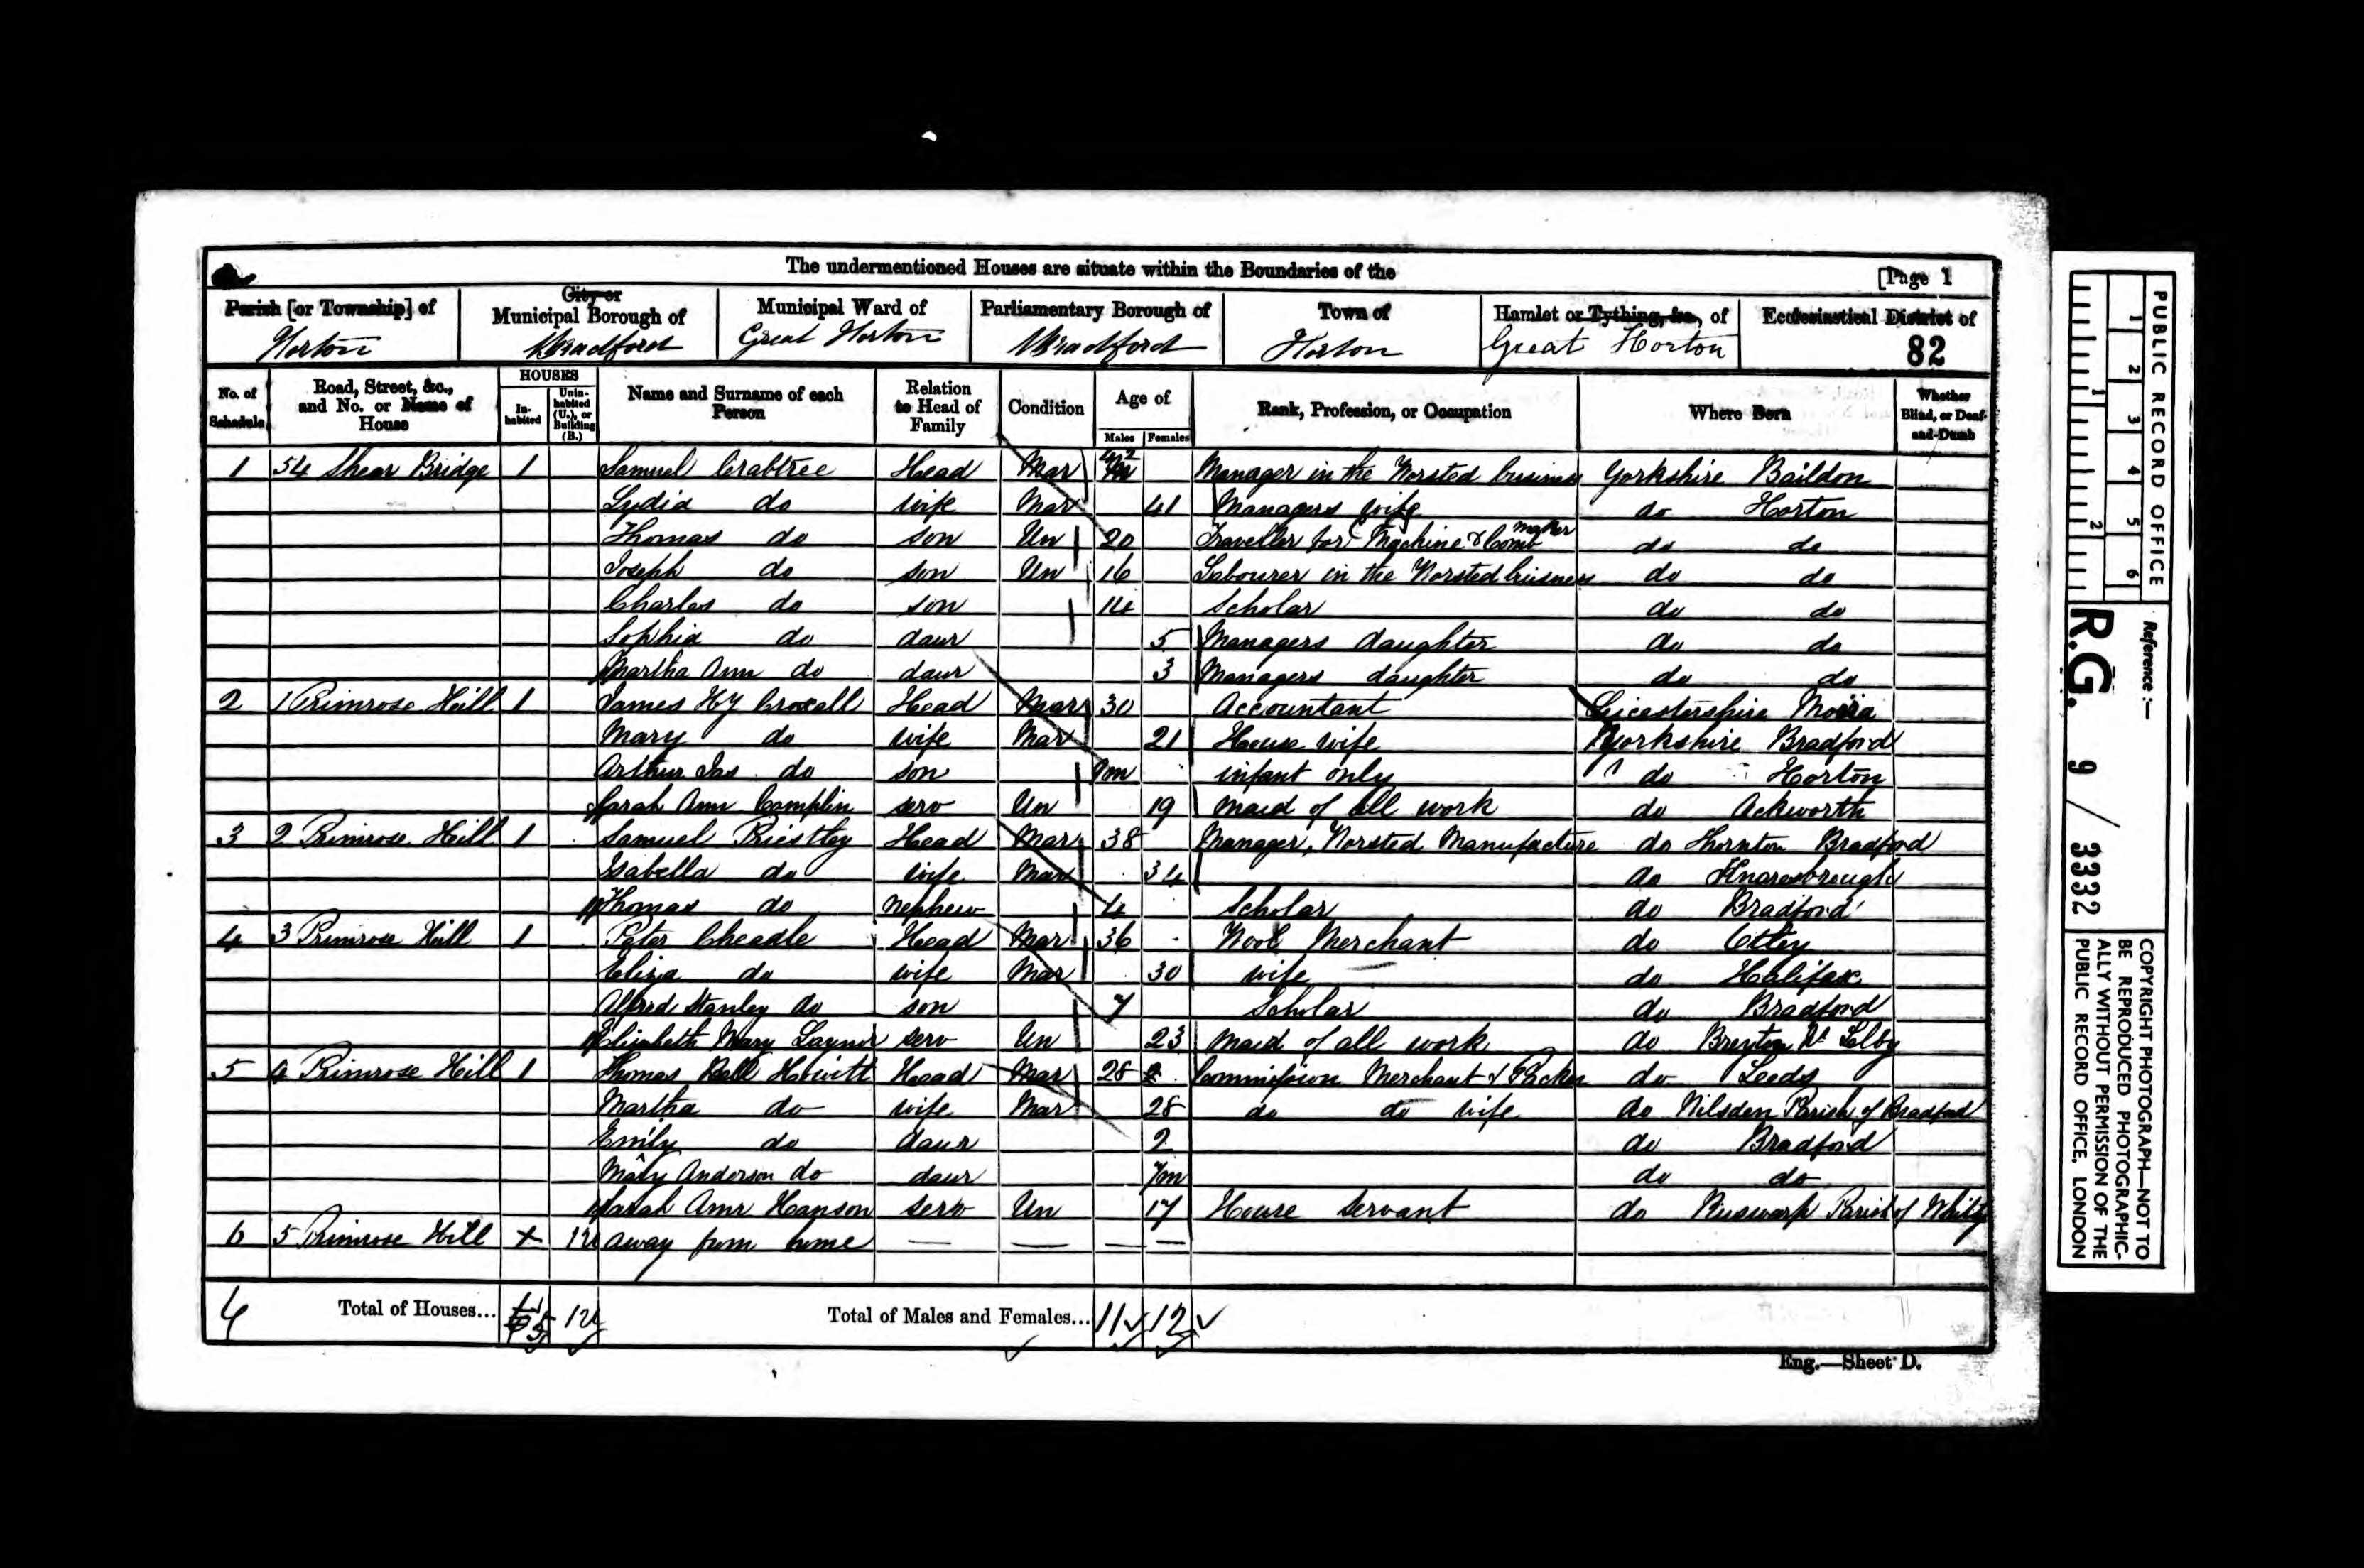 The undermentioned Houses are situate within the Boundaries of the
[Page 1
Parish [or Township] of
Horton
City or Municipal Borough of
Bradford
Municipal Ward of
Great Horton
Parliamentary Borough of
Bradford
Town of
Horton
Hamlet or Tything, &c., of
Great Horton
Ecclesiastical District of
82
No. of Schedule
Road, Street, &c., and No. or Name of House
HOUSES
Inhabited
Uninhabited (U.), or Building (B.)
Name and Surname of each Person
Relation to Head of Family
Condition
Age of
Males Females
Rank, Profession, or Occupation
Where Born
Whether Blind, or Deaf-and-Dumb
1 54 Shear Bridge 1 Samuel Crabtree Head Mar 42 Manager in the Worsted business Yorkshire Baildon
Lydia do wife Mar 41 Managers wife do Horton
Thomas do son Un 20 Traveller for Machine & Comb maker do do
Joseph do son Un 16 Labourer in the Worsted business do do
Charles do son 14 Scholar do do
Sophia do daur 5 Managers daughter do do
Martha Ann do daur 3 Managers daughter do do
2 1 Primrose Hill 1 James Hy Croxall Head Mar 30 Accountant Leicestershire Moira
Mary do wife Mar 21 House wife Yorkshire Bradford
Arthur Jas do son 9m infant only do Horton
Sarah Ann Camplin serv Un 19 Maid of all work do Ackworth
3 2 Primrose Hill 1 Samuel Priestley Head Mar 38 Manager, Worsted Manufacture do Thornton Bradford
Isabella do wife Mar 34 do Knaresbrough
Thomas do Nephew 4 Scholar do Bradford
4 3 Primrose Hill 1 Peter Cheadle Head Mar 36 Wool Merchant do Otley
Eliza do wife Mar 30 wife do Halifax
Alfred Stanley do son 7 Scholar do Bradford
Elizabeth Mary serv Un 23 Maid of all work do Selby
5 4 Primrose Hill 1 Thomas Hewitt Head Mar 28 Commission Merchant & Packer do Leeds
Martha do wife Mar 28 do do wife do Wilsden Parish of Bradford
Emily do daur 2 do Bradford
Mary Anderson do daur 7m do do
Sarah Ann Hanson serv Un 17 House Servant do Ruswarp Parish of Whitby
6 5 Primrose Hill 1U away from home
6 Total of Houses... 5 1U Total of Males and Females... 11 12
Eng.—Sheet D.
PUBLIC RECORD OFFICE
1 2 3 4 5 6
1 2
Reference :—
R.G. 9 / 3332
COPYRIGHT PHOTOGRAPH—NOT TO
BE REPRODUCED PHOTOGRAPHIC-
ALLY WITHOUT PERMISSION OF THE
PUBLIC RECORD OFFICE, LONDON